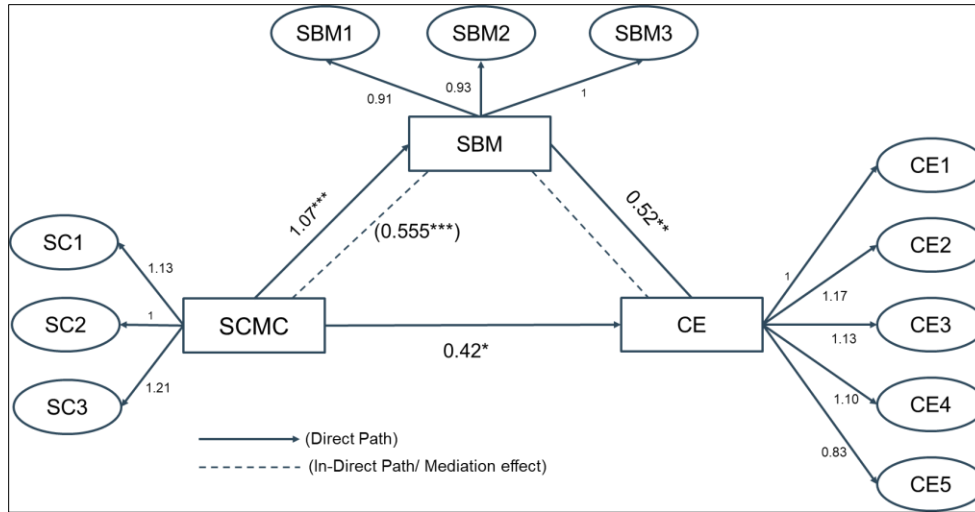 SBM1
SBM2
SBM3
0.91
0.93
1
SBM
CE1
1.07***
(0.555***)
0.52**
SC1
CE2
1.13
1
1.17
SC2
1
SCMC
CE
CE3
0.42*
1.13
1.21
1.10
SC3
CE4
(Direct Path)
0.83
(In-Direct Path/ Mediation effect)
CE5